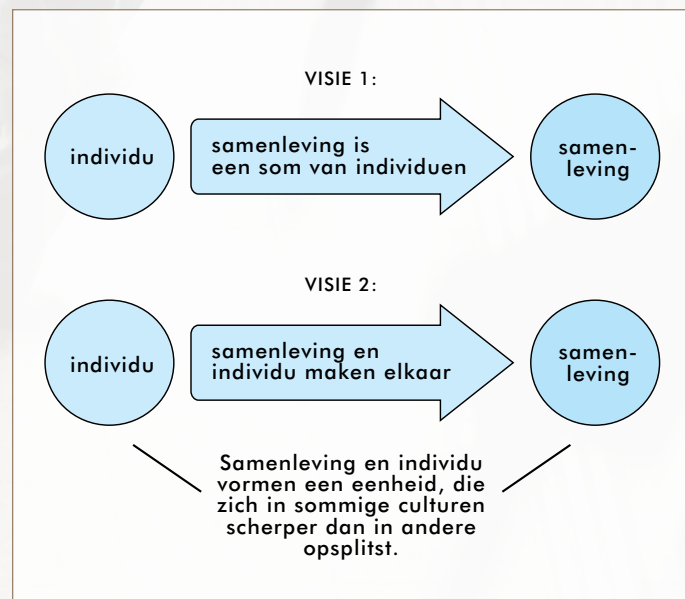 VISIE 1:
individu
samenleving is
een som van individuen
samen-
leving
VISIE 2:
individu
samenleving en
individu maken elkaar
samen-
leving
Samenleving en individu
vormen een eenheid, die
zich in sommige culturen
scherper dan in andere
opsplitst.